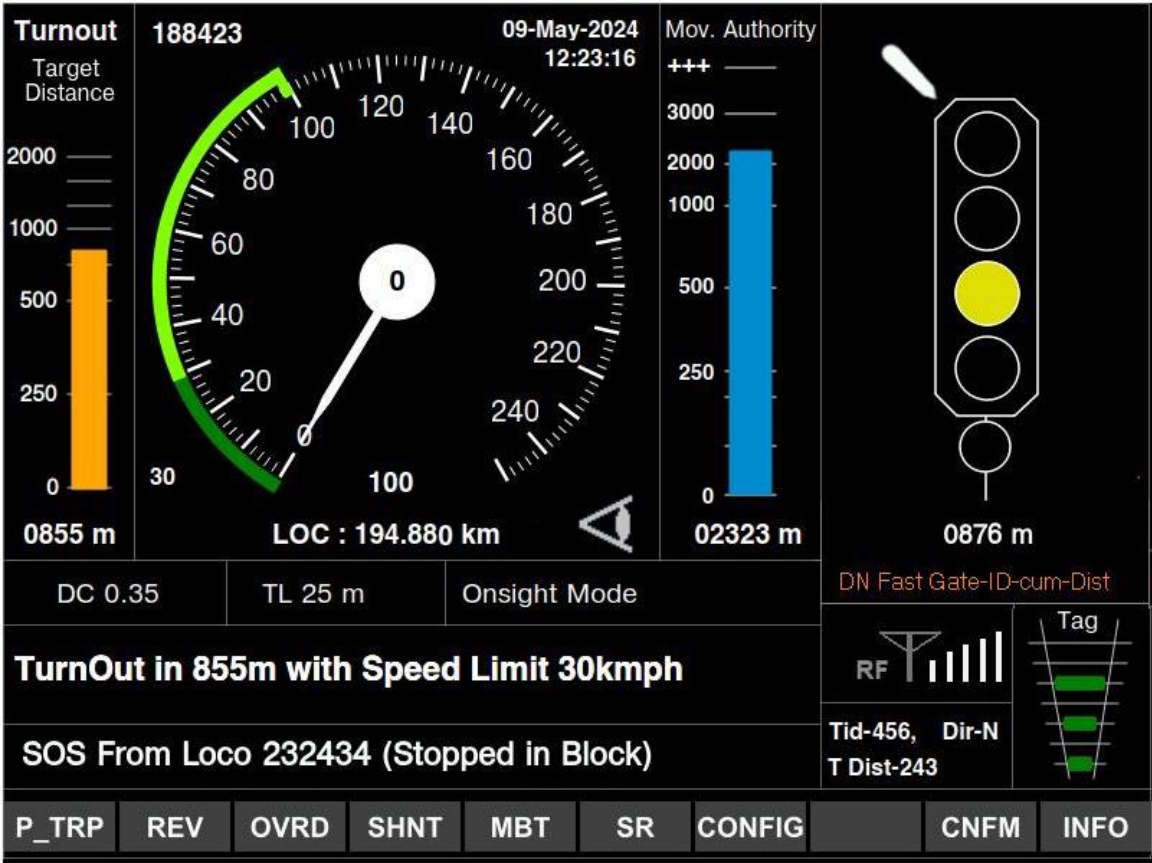 Turnout
Target
Distance
2000
1000
500
250
0
0855 m
188423
09-May-2024
12:23:16
0
20
40
60
80
100
120
140
160
180
200
220
240
0
30
100
LOC : 194.880 km
Mov. Authority
+++
3000
2000
1000
500
250
0
02323 m
0876 m
DN Fast Gate-ID-cum-Dist
DC 0.35
TL 25 m
Onsight Mode
TurnOut in 855m with Speed Limit 30kmph
SOS From Loco 232434 (Stopped in Block)
RF
Tid-456, Dir-N
T Dist-243
Tag
P_TRP
REV
OVRD
SHNT
MBT
SR
CONFIG
CNFM
INFO